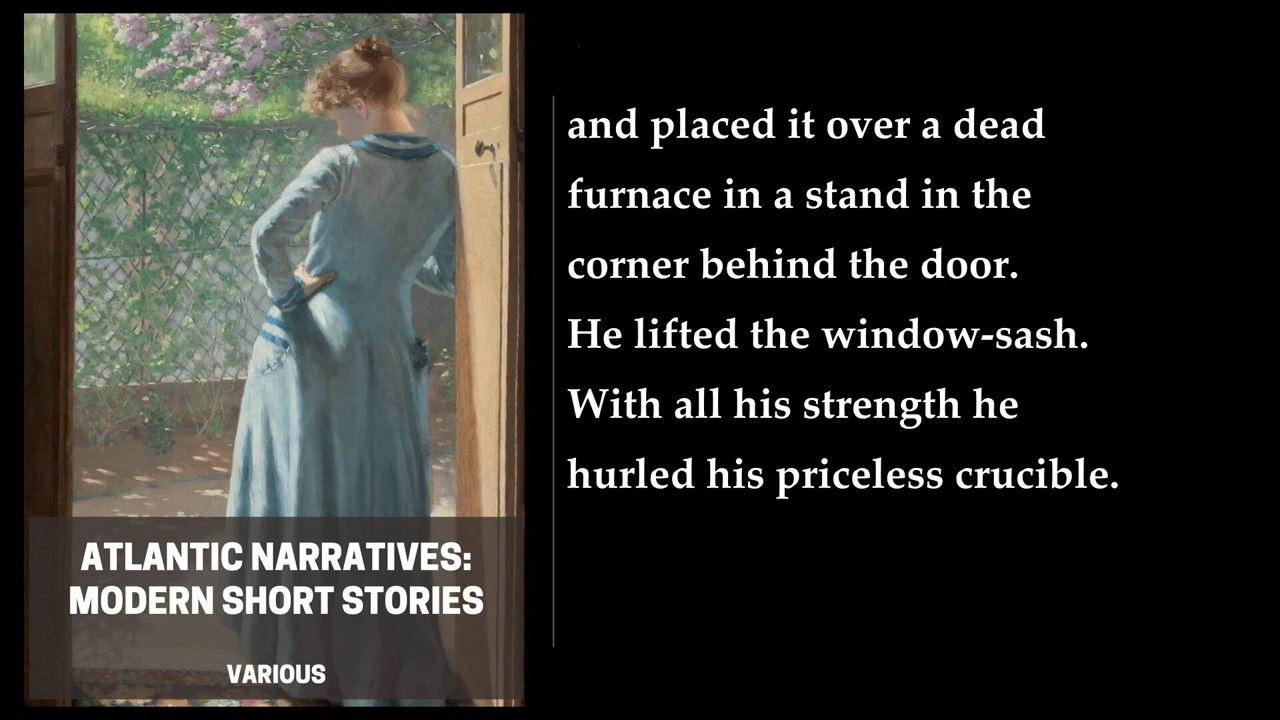 ATLANTIC NARRATIVES:
MODERN SHORT STORIES
VARIOUS
and placed it over a dead
furnace in a stand in the
corner behind the door.
He lifted the window-sash.
With all his strength he
hurled his priceless crucible.